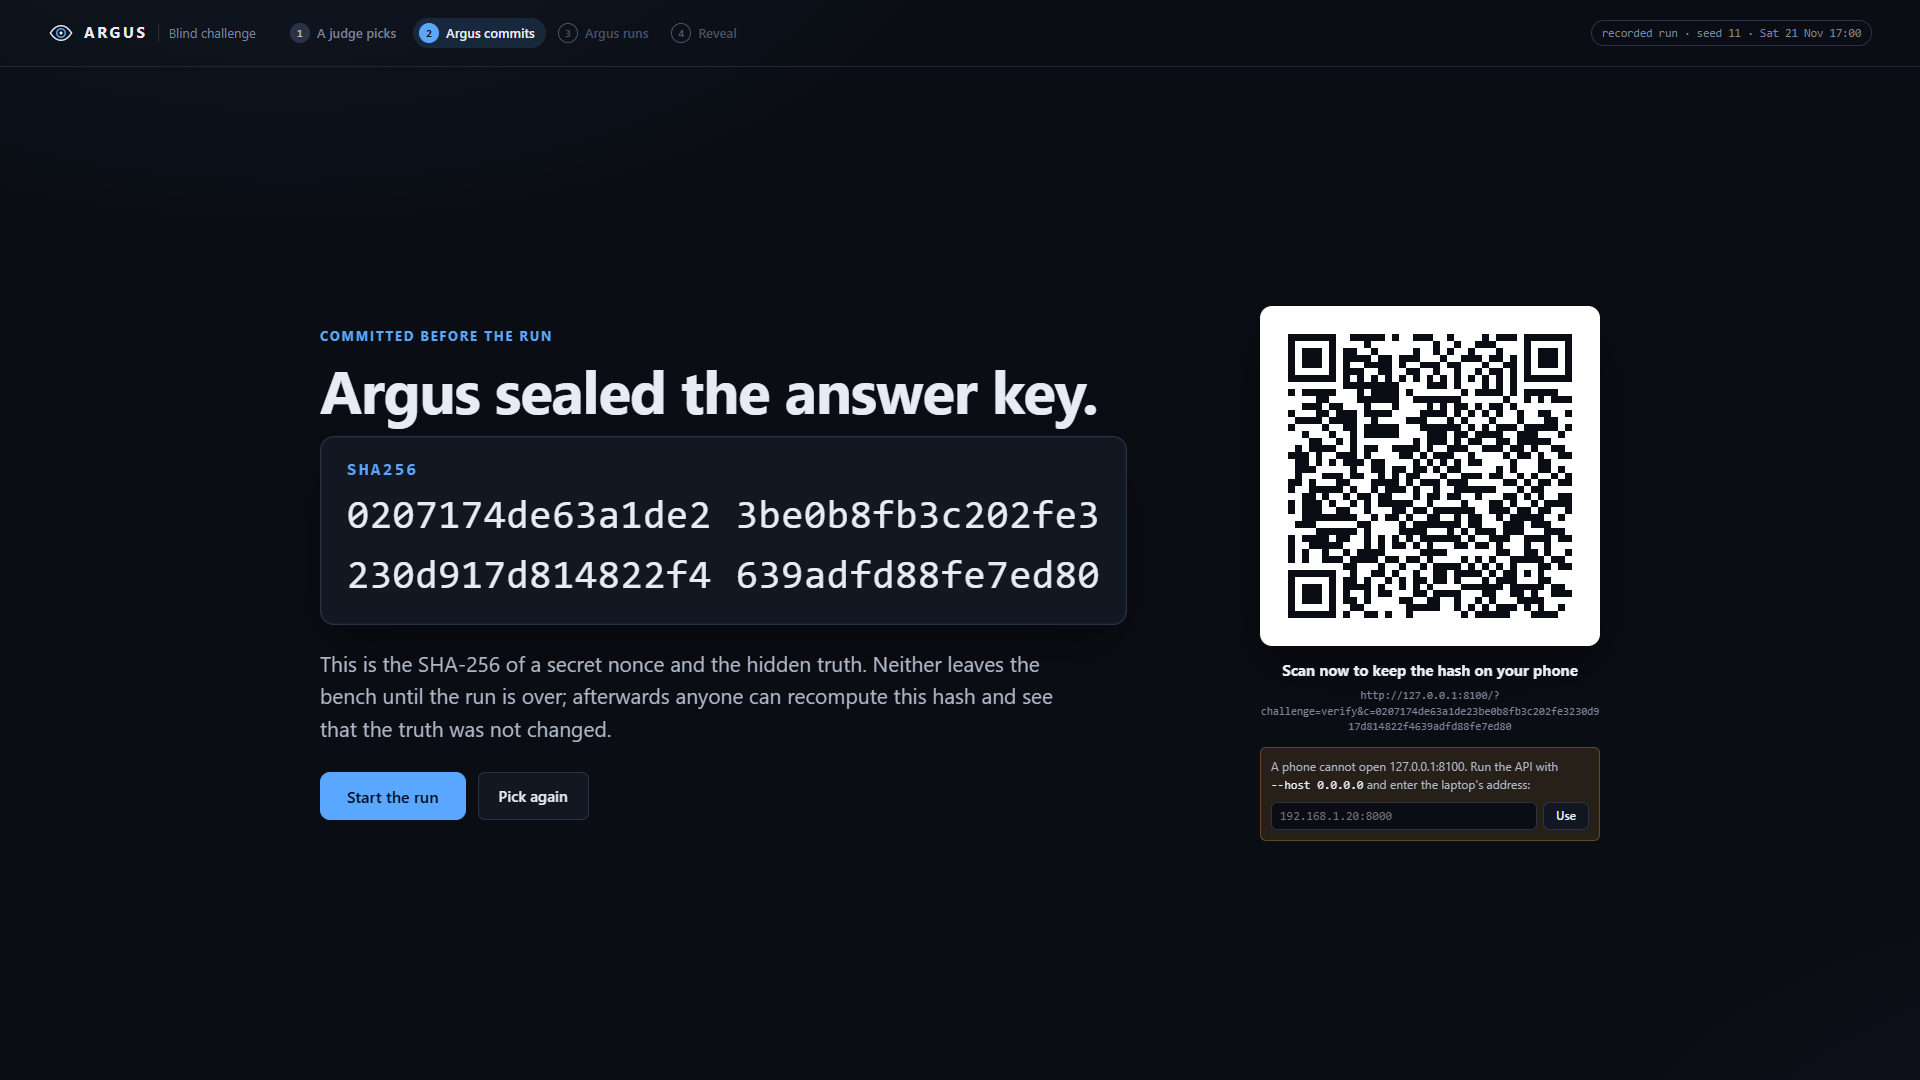 ARGUS
Blind challenge
1 A judge picks
2 Argus commits
3 Argus runs
4 Reveal
recorded run · seed 11 · Sat 21 Nov 17:00
COMMITTED BEFORE THE RUN
Argus sealed the answer key.
SHA256
0207174de63a1de2 3be0b8fb3c202fe3
230d917d814822f4 639adfd88fe7ed80
This is the SHA-256 of a secret nonce and the hidden truth. Neither leaves the
bench until the run is over; afterwards anyone can recompute this hash and see
that the truth was not changed.
Start the run
Pick again
Scan now to keep the hash on your phone
http://127.0.0.1:8100/?
challenge=verify&c=0207174de63a1de23be0b8fb3c202fe3230d9
17d814822f4639adfd88fe7ed80
A phone cannot open 127.0.0.1:8100. Run the API with
--host 0.0.0.0 and enter the laptop's address:
192.168.1.20:8000
Use